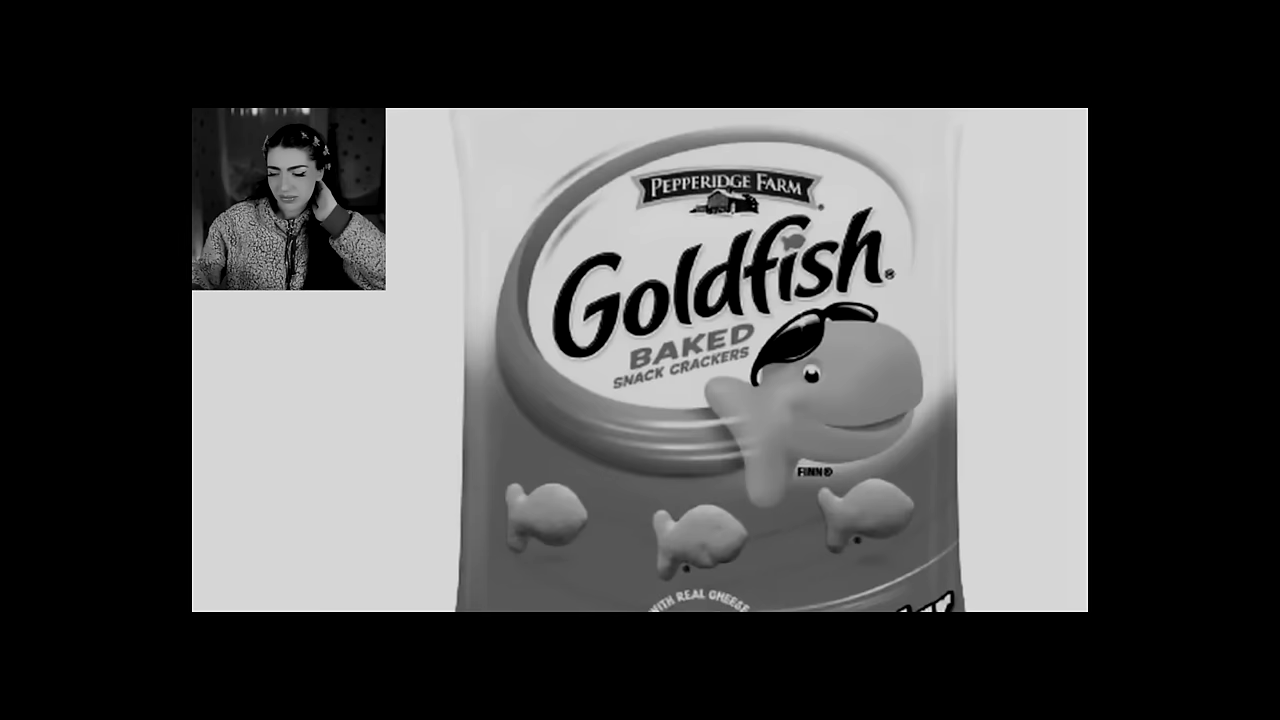 PEPPERIDGE FARM
Goldfish®
BAKED
SNACK CRACKERS
FINN®
WITH REAL CHEESE